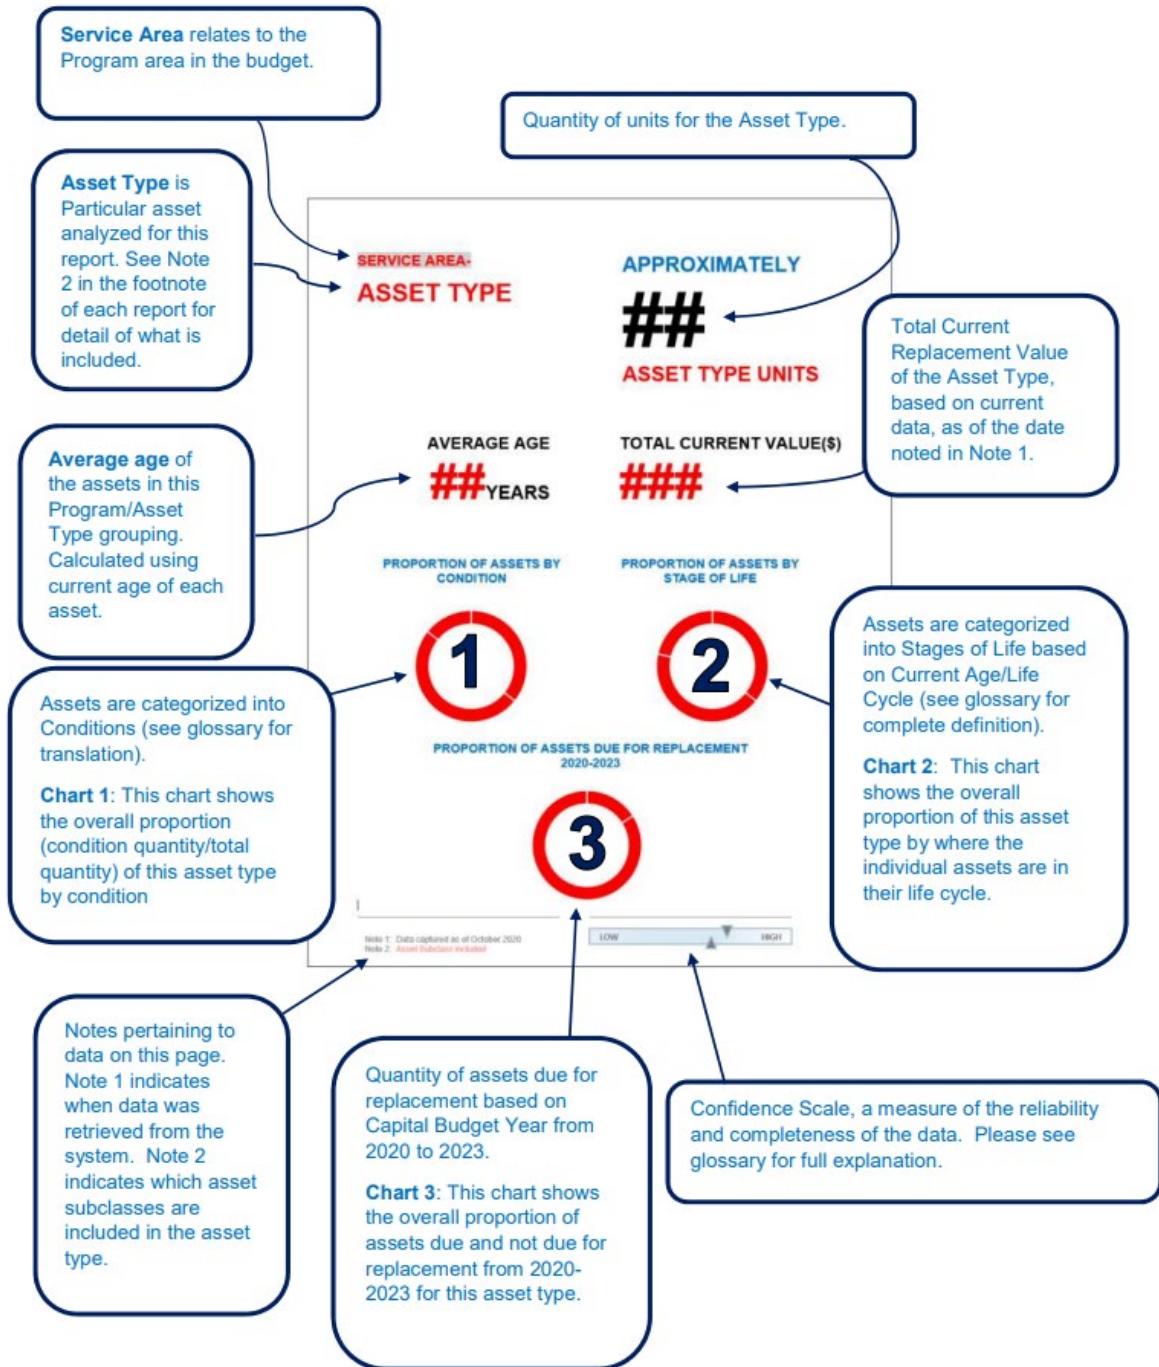 Service Area relates to the
Program area in the budget.
Quantity of units for the Asset Type.
Asset Type is
Particular asset
analyzed for this
report. See Note
2 in the footnote
of each report for
detail of what is
included.
SERVICE AREA-
ASSET TYPE
APPROXIMATELY
##
ASSET TYPE UNITS
Total Current
Replacement Value
of the Asset Type,
based on current
data, as of the date
noted in Note 1.
Average age of
the assets in this
Program/Asset
Type grouping.
Calculated using
current age of each
asset.
AVERAGE AGE
##YEARS
TOTAL CURRENT VALUE($)
###
PROPORTION OF ASSETS BY
CONDITION
1
PROPORTION OF ASSETS BY
STAGE OF LIFE
2
Assets are categorized
into Stages of Life based
on Current Age/Life
Cycle (see glossary for
complete definition).
Chart 2: This chart
shows the overall
proportion of this asset
type by where the
individual assets are in
their life cycle.
Assets are categorized into
Conditions (see glossary for
translation).
Chart 1: This chart shows
the overall proportion
(condition quantity/total
quantity) of this asset type
by condition
PROPORTION OF ASSETS DUE FOR REPLACEMENT
2020-2023
3
Note 1: Data captured as of October 2020
Note 2: Asset Subclass included
LOW HIGH
Notes pertaining to
data on this page.
Note 1 indicates
when data was
retrieved from the
system. Note 2
indicates which asset
subclasses are
included in the asset
type.
Quantity of assets due for
replacement based on
Capital Budget Year from
2020 to 2023.
Chart 3: This chart shows
the overall proportion of
assets due and not due for
replacement from 2020-
2023 for this asset type.
Confidence Scale, a measure of the reliability
and completeness of the data. Please see
glossary for full explanation.